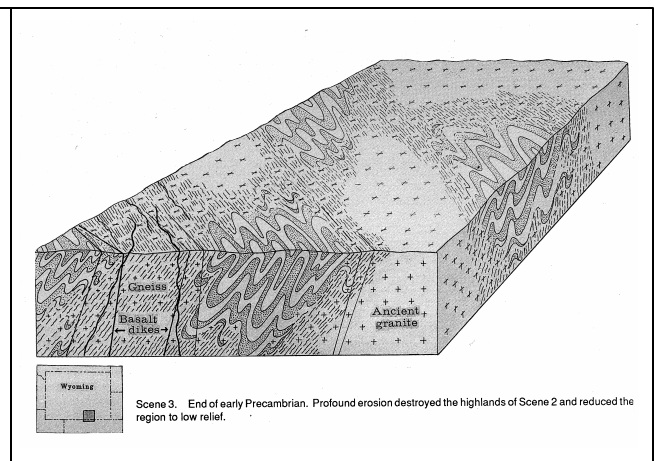 Gneiss
Basalt
dikes
Ancient
granite
Wyoming
Scene 3. End of early Precambrian. Profound erosion destroyed the highlands of Scene 2 and reduced the
region to low relief.